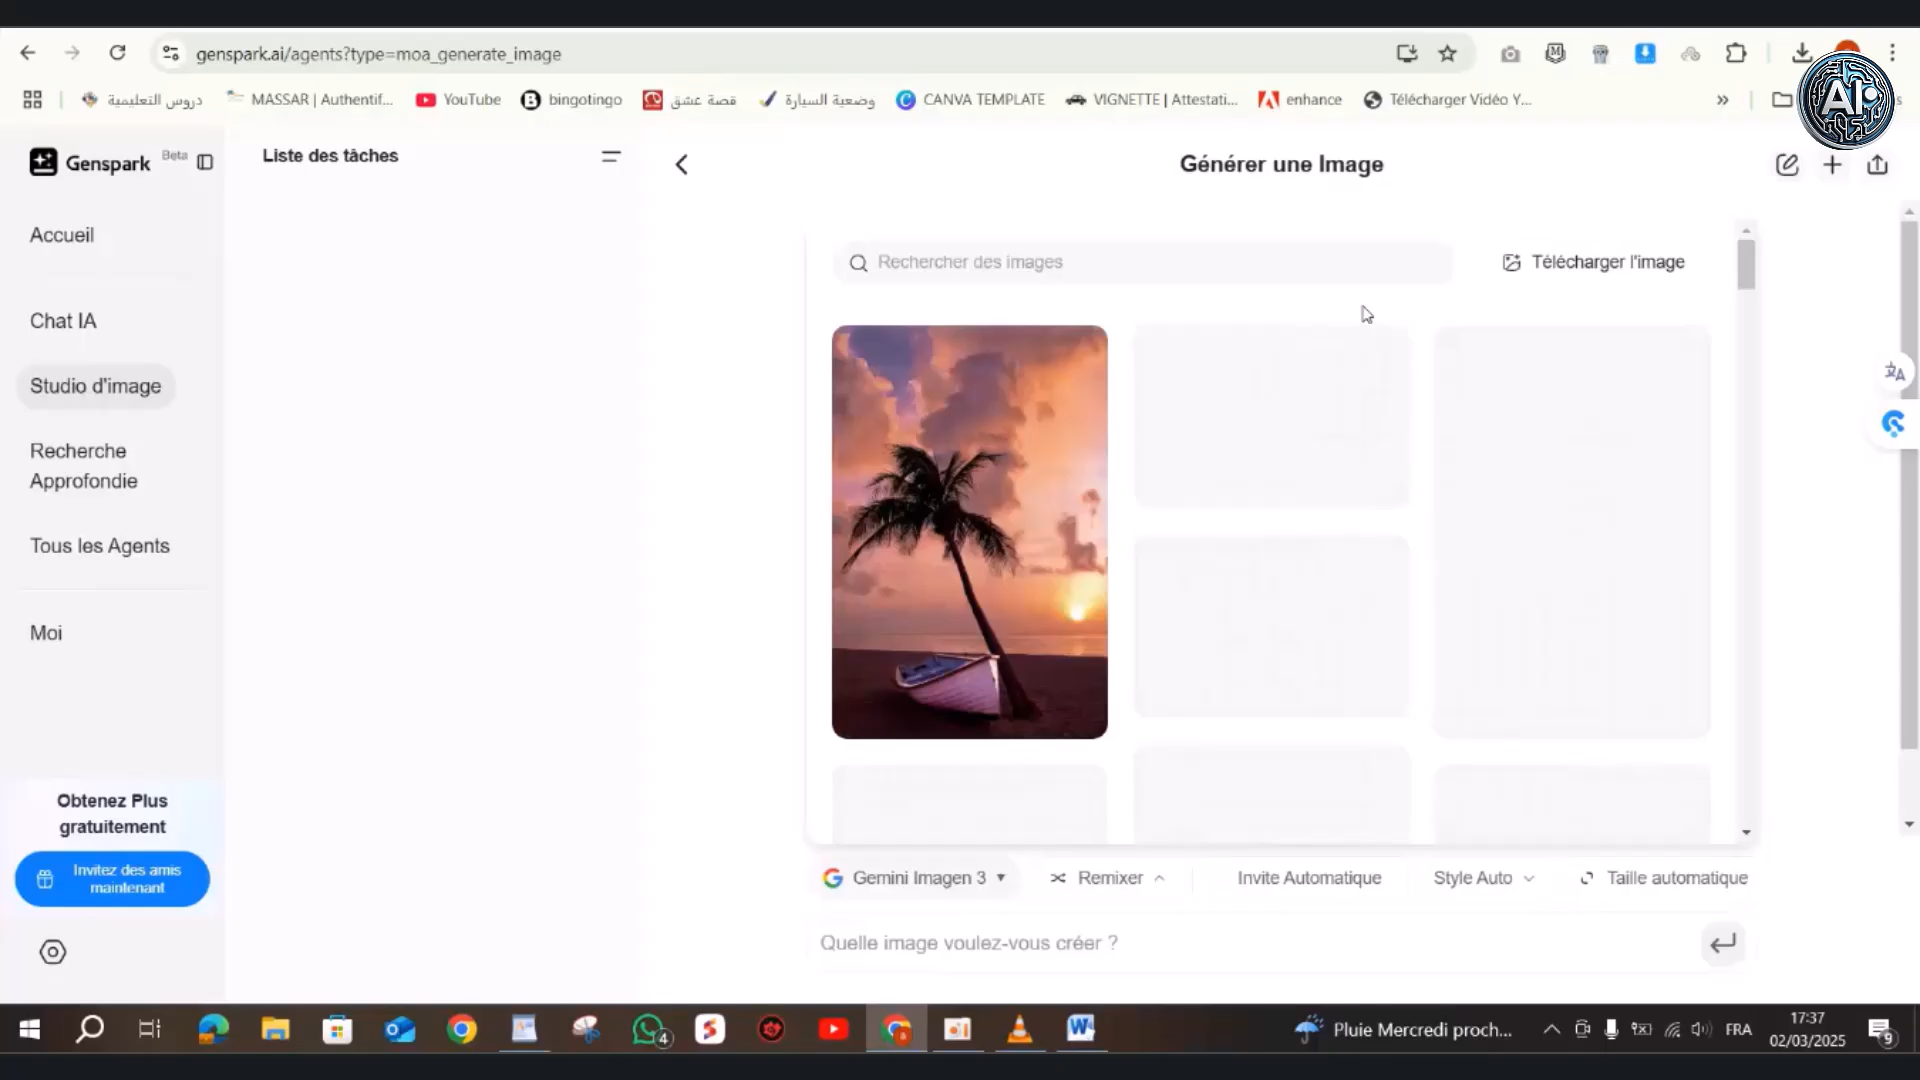 genspark.ai/agents?type=moa_generate_image
دروس التعليمية
MASSAR | Authentif...
YouTube
bingotingo
قصة عشق
وضعية السيارة
CANVA TEMPLATE
VIGNETTE | Attestati...
enhance
Télécharger Vidéo Y...
»
AI
Genspark
Beta
Liste des tâches
Générer une Image
Accueil
Chat IA
Studio d'image
Recherche
Approfondie
Tous les Agents
Moi
Rechercher des images
Télécharger l'image
Obtenez Plus
gratuitement
Invitez des amis
maintenant
Gemini Imagen 3
Remixer
Invite Automatique
Style Auto
Taille automatique
Quelle image voulez-vous créer ?
4
Pluie Mercredi proch...
FRA
17:37
02/03/2025
9